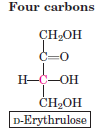 Four carbons
CH₂OH
C=O
H—C—OH
CH₂OH
D-Erythrulose